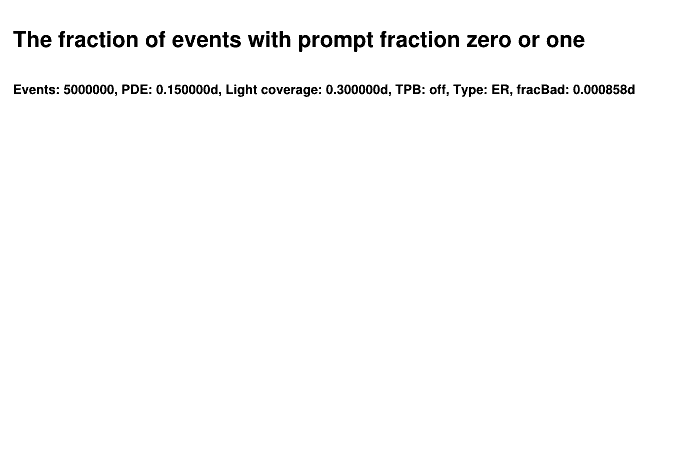 The fraction of events with prompt fraction zero or one
Events: 5000000, PDE: 0.150000d, Light coverage: 0.300000d, TPB: off, Type: ER, fracBad: 0.000858d